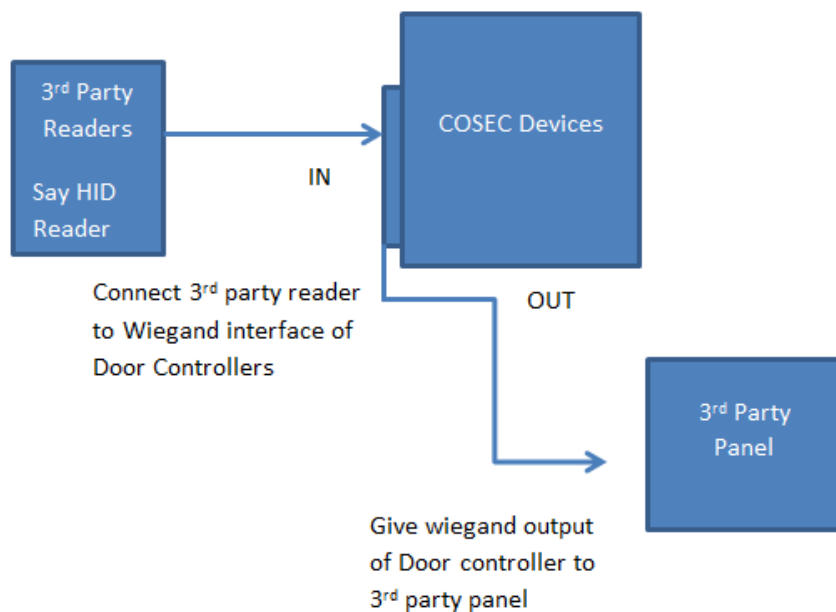 3rd Party
Readers
Say HID
Reader
COSEC Devices
IN
Connect 3rd party reader
to Wiegand interface of
Door Controllers
OUT
3rd Party
Panel
Give wiegand output
of Door controller to
3rd party panel